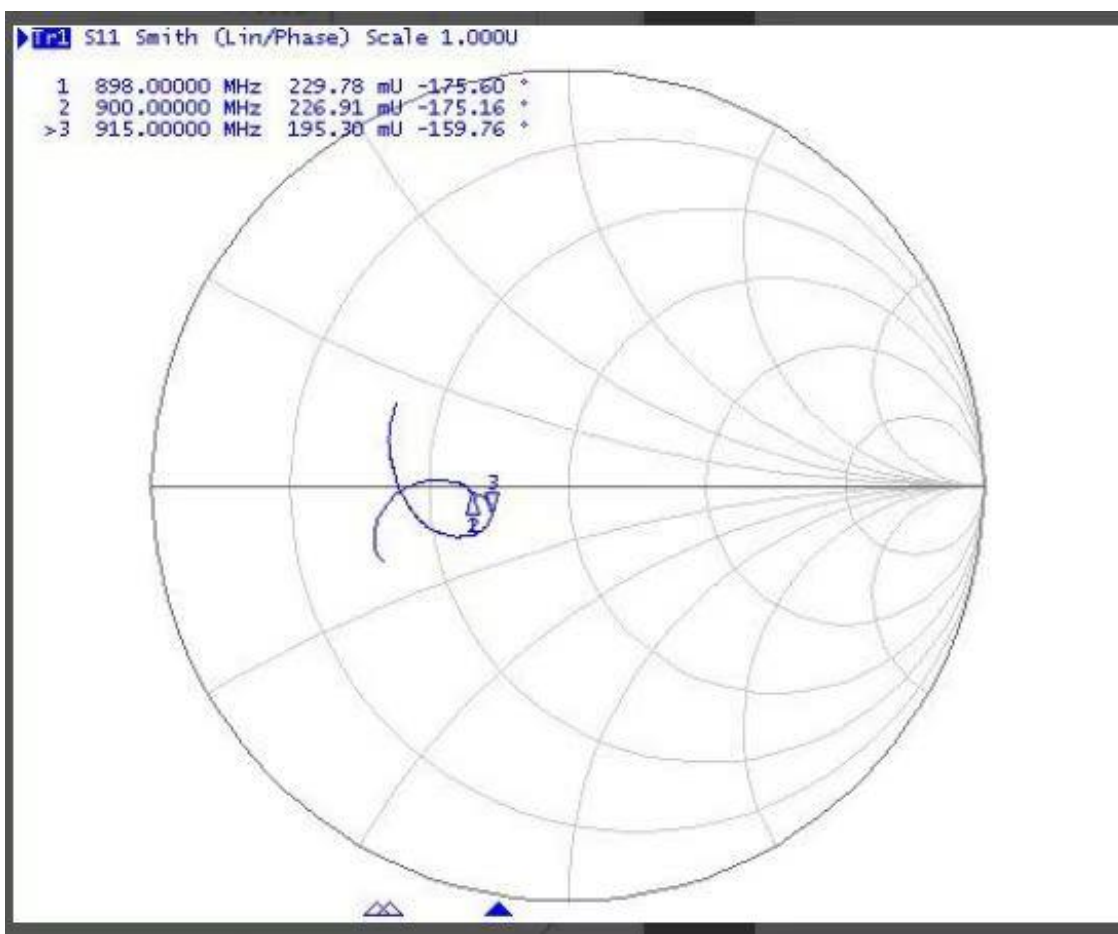 Tr1 S11 Smith (Lin/Phase) Scale 1.000U
1 898.00000 MHz 229.78 mU -175.60 °
2 900.00000 MHz 226.91 mU -175.16 °
>3 915.00000 MHz 195.30 mU -159.76 °
3
2